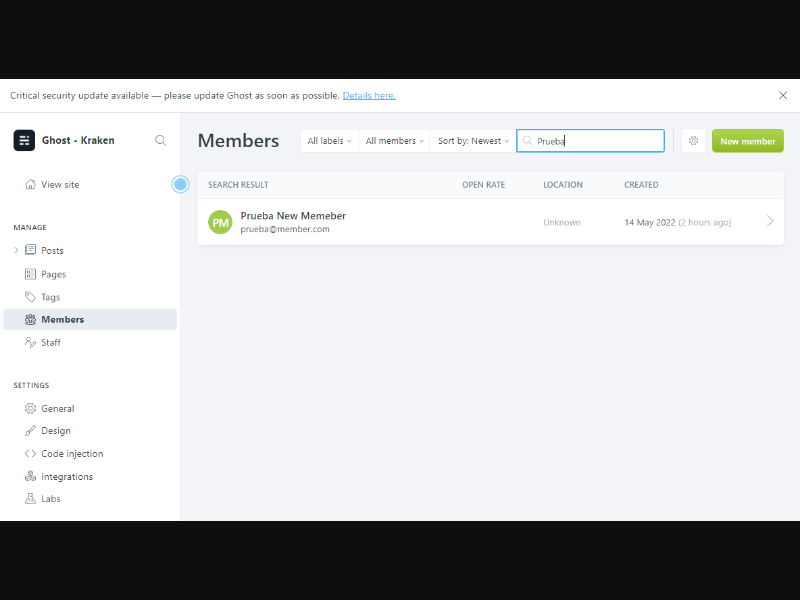 Critical security update available — please update Ghost as soon as possible. Details here.
Ghost - Kraken
Members
All labels
All members
Sort by: Newest
Prueba
New member
View site
SEARCH RESULT
OPEN RATE
LOCATION
CREATED
PM
Prueba New Memeber
prueba@member.com
Unknown
14 May 2022 (2 hours ago)
MANAGE
Posts
Pages
Tags
Members
Staff
SETTINGS
General
Design
Code injection
Integrations
Labs